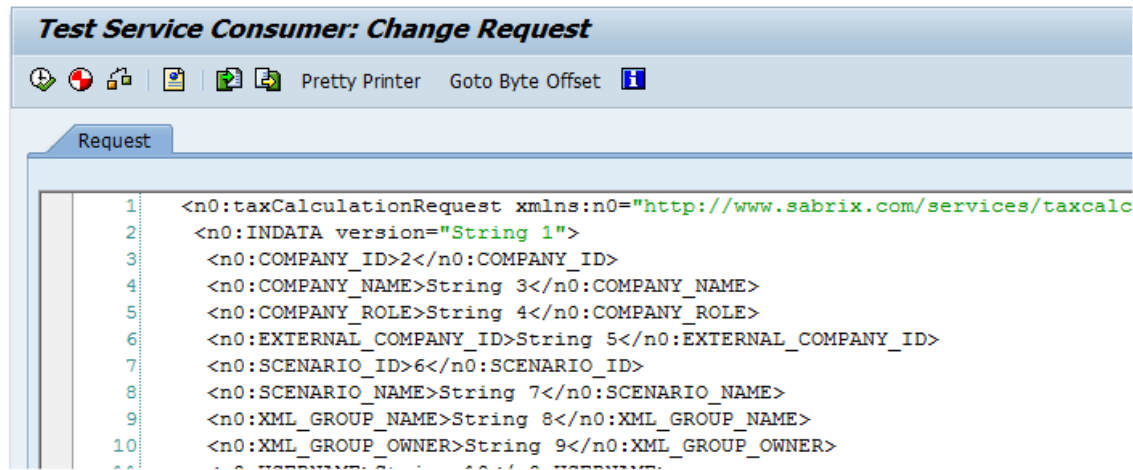 Test Service Consumer: Change Request
Pretty Printer Goto Byte Offset
Request
1 <n0:taxCalculationRequest xmlns:n0="http://www.sabrix.com/services/taxcalc
2 <n0:INDATA version="String 1">
3 <n0:COMPANY_ID>2</n0:COMPANY_ID>
4 <n0:COMPANY_NAME>String 3</n0:COMPANY_NAME>
5 <n0:COMPANY_ROLE>String 4</n0:COMPANY_ROLE>
6 <n0:EXTERNAL_COMPANY_ID>String 5</n0:EXTERNAL_COMPANY_ID>
7 <n0:SCENARIO_ID>6</n0:SCENARIO_ID>
8 <n0:SCENARIO_NAME>String 7</n0:SCENARIO_NAME>
9 <n0:XML_GROUP_NAME>String 8</n0:XML_GROUP_NAME>
10 <n0:XML_GROUP_OWNER>String 9</n0:XML_GROUP_OWNER>